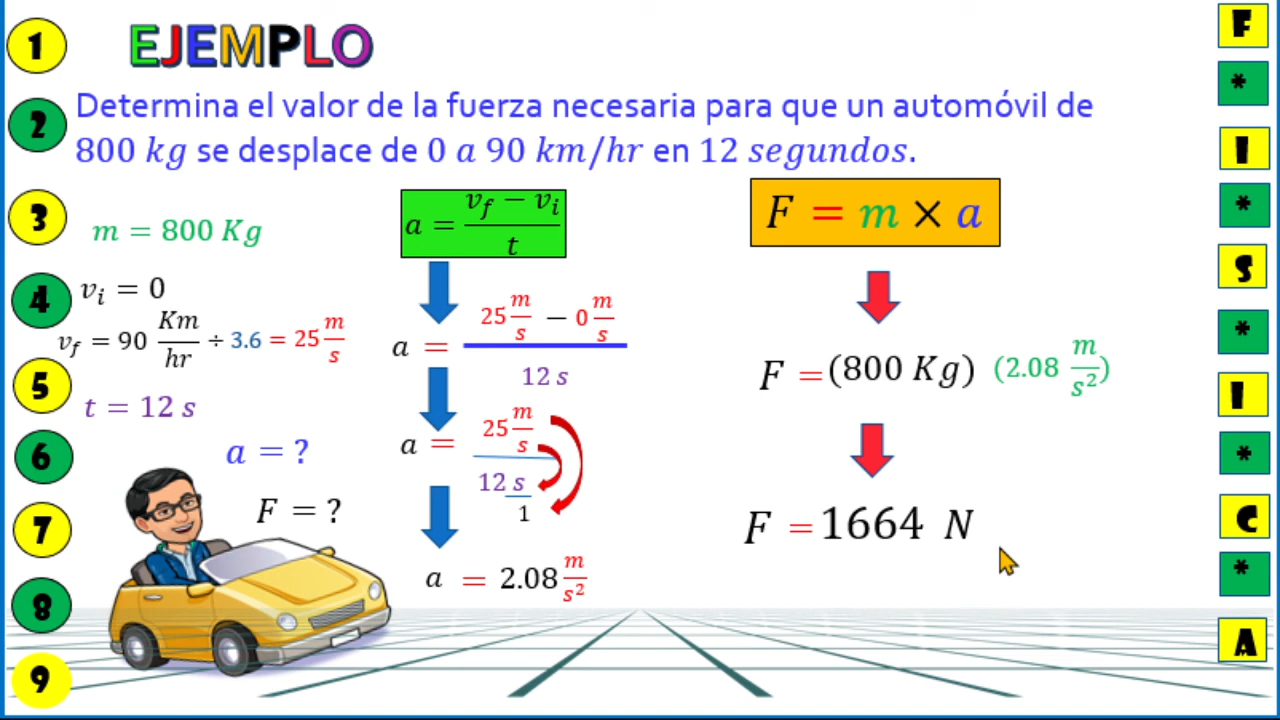 EJEMPLO
Determina el valor de la fuerza necesaria para que un automóvil de
800 kg se desplace de 0 a 90 km/hr en 12 segundos.
m = 800 Kg
v_i = 0
v_f = 90 Km/hr ÷ 3.6 = 25 m/s
t = 12 s
a = ?
F = ?
a = (v_f − v_i)/t
a = (25 m/s − 0 m/s)/12 s
a = (25 m/s)/(12 s/1)
a = 2.08 m/s²
F = m × a
F = (800 Kg) (2.08 m/s²)
F = 1664 N
1
2
3
4
5
6
7
8
9
F
*
I
*
S
*
I
*
C
*
A